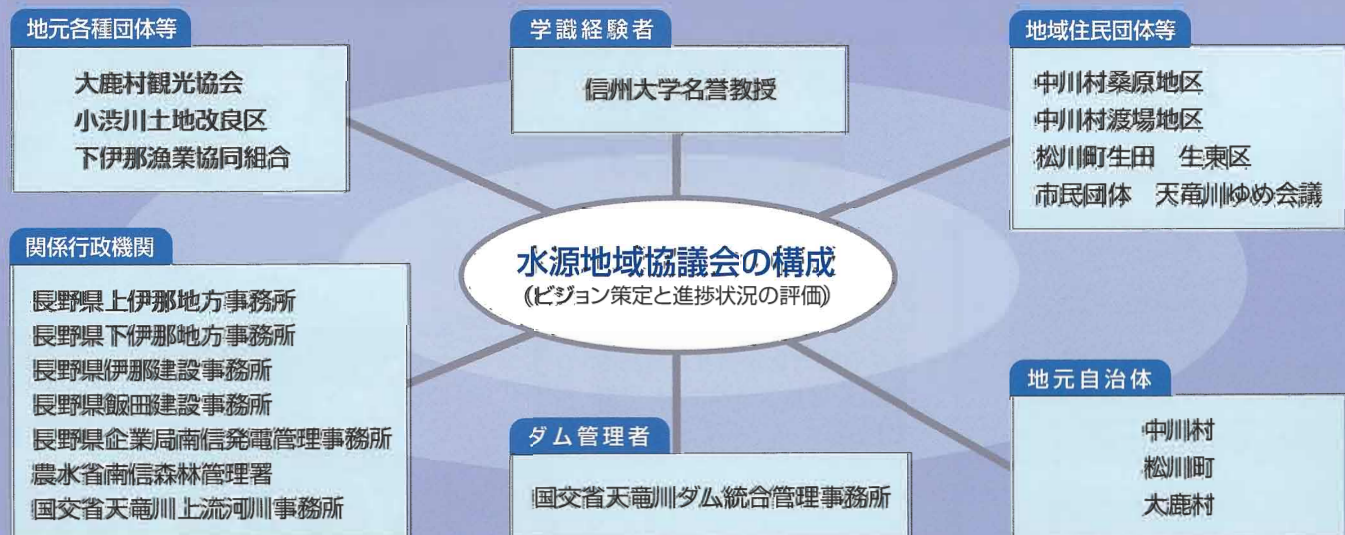 地元各種団体等
大鹿村観光協会
小渋川土地改良区
下伊那漁業協同組合
学識経験者
信州大学名誉教授
地域住民団体等
中川村桑原地区
中川村渡場地区
松川町生田　生東区
市民団体　天竜川ゆめ会議
水源地域協議会の構成
(ビジョン策定と進捗状況の評価)
関係行政機関
長野県上伊那地方事務所
長野県下伊那地方事務所
長野県伊那建設事務所
長野県飯田建設事務所
長野県企業局南信発電管理事務所
農水省南信森林管理署
国交省天竜川上流河川事務所
ダム管理者
国交省天竜川ダム統合管理事務所
地元自治体
中川村
松川町
大鹿村